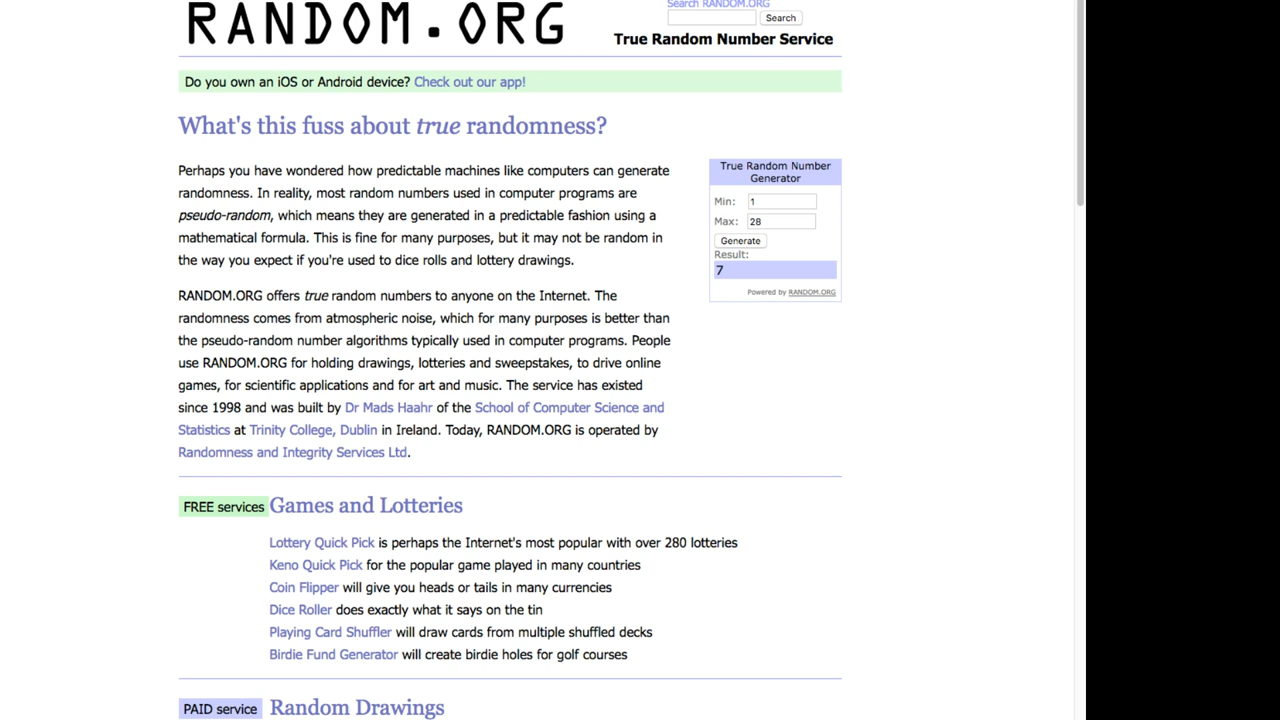 RANDOM.ORG
Search RANDOM.ORG
Search
True Random Number Service
Do you own an iOS or Android device? Check out our app!
What's this fuss about true randomness?
Perhaps you have wondered how predictable machines like computers can generate
randomness. In reality, most random numbers used in computer programs are
pseudo-random, which means they are generated in a predictable fashion using a
mathematical formula. This is fine for many purposes, but it may not be random in
the way you expect if you're used to dice rolls and lottery drawings.
RANDOM.ORG offers true random numbers to anyone on the Internet. The
randomness comes from atmospheric noise, which for many purposes is better than
the pseudo-random number algorithms typically used in computer programs. People
use RANDOM.ORG for holding drawings, lotteries and sweepstakes, to drive online
games, for scientific applications and for art and music. The service has existed
since 1998 and was built by Dr Mads Haahr of the School of Computer Science and
Statistics at Trinity College, Dublin in Ireland. Today, RANDOM.ORG is operated by
Randomness and Integrity Services Ltd.
True Random Number
Generator
Min: 1
Max: 28
Generate
Result:
7
Powered by RANDOM.ORG
FREE services
Games and Lotteries
Lottery Quick Pick is perhaps the Internet's most popular with over 280 lotteries
Keno Quick Pick for the popular game played in many countries
Coin Flipper will give you heads or tails in many currencies
Dice Roller does exactly what it says on the tin
Playing Card Shuffler will draw cards from multiple shuffled decks
Birdie Fund Generator will create birdie holes for golf courses
PAID service
Random Drawings